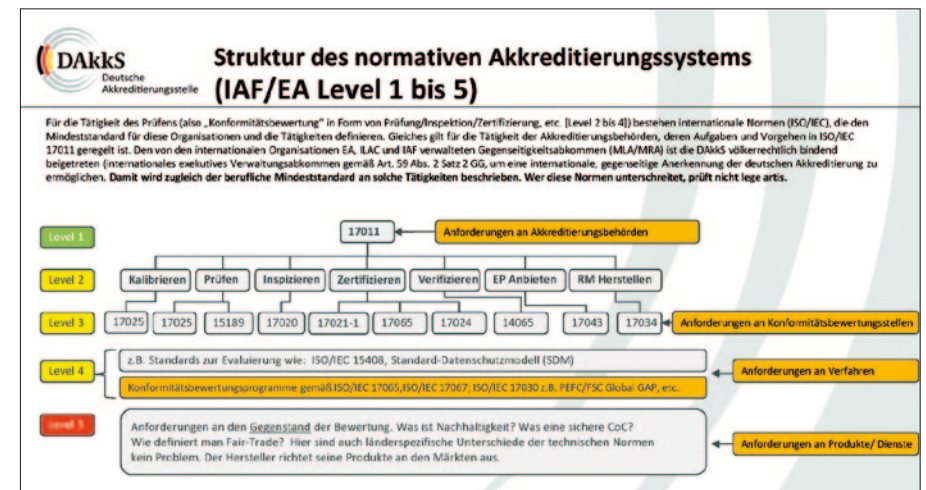 DAkkS
Deutsche
Akkreditierungsstelle
Struktur des normativen Akkreditierungssystems
(IAF/EA Level 1 bis 5)
Für die Tätigkeit des Prüfens (also „Konformitätsbewertung" in Form von Prüfung/Inspektion/Zertifizierung, etc. [Level 2 bis 4]) bestehen internationale Normen (ISO/IEC), die den
Mindeststandard für diese Organisationen und die Tätigkeiten definieren. Gleiches gilt für die Tätigkeit der Akkreditierungsbehörden, deren Aufgaben und Vorgehen in ISO/IEC
17011 geregelt ist. Den von den internationalen Organisationen EA, ILAC und IAF verwalteten Gegenseitigkeitsabkommen (MLA/MRA) ist die DAkkS völkerrechtlich bindend
beigetreten (internationales exekutives Verwaltungsabkommen gemäß Art. 59 Abs. 2 Satz 2 GG, um eine internationale, gegenseitige Anerkennung der deutschen Akkreditierung zu
ermöglichen. Damit wird zugleich der berufliche Mindeststandard an solche Tätigkeiten beschrieben. Wer diese Normen unterschreitet, prüft nicht lege artis.
Level 1
17011
Anforderungen an Akkreditierungsbehörden
Level 2
Kalibrieren
Prüfen
Inspizieren
Zertifizieren
Verifizieren
EP Anbieten
RM Herstellen
Level 3
17025
17025
15189
17020
17021-1
17065
17024
14065
17043
17034
Anforderungen an Konformitätsbewertungsstellen
Level 4
z.B. Standards zur Evaluierung wie: ISO/IEC 15408, Standard-Datenschutzmodell (SDM)
Konformitätsbewertungsprogramme gemäß ISO/IEC 17065,ISO/IEC 17067, ISO/IEC 17030 z.B. PEFC/FSC Global GAP, etc.
Anforderungen an Verfahren
Level 5
Anforderungen an den Gegenstand der Bewertung. Was ist Nachhaltigkeit? Was eine sichere CoC?
Wie definiert man Fair-Trade? Hier sind auch länderspezifische Unterschiede der technischen Normen
kein Problem. Der Hersteller richtet seine Produkte an den Märkten aus.
Anforderungen an Produkte/ Dienste